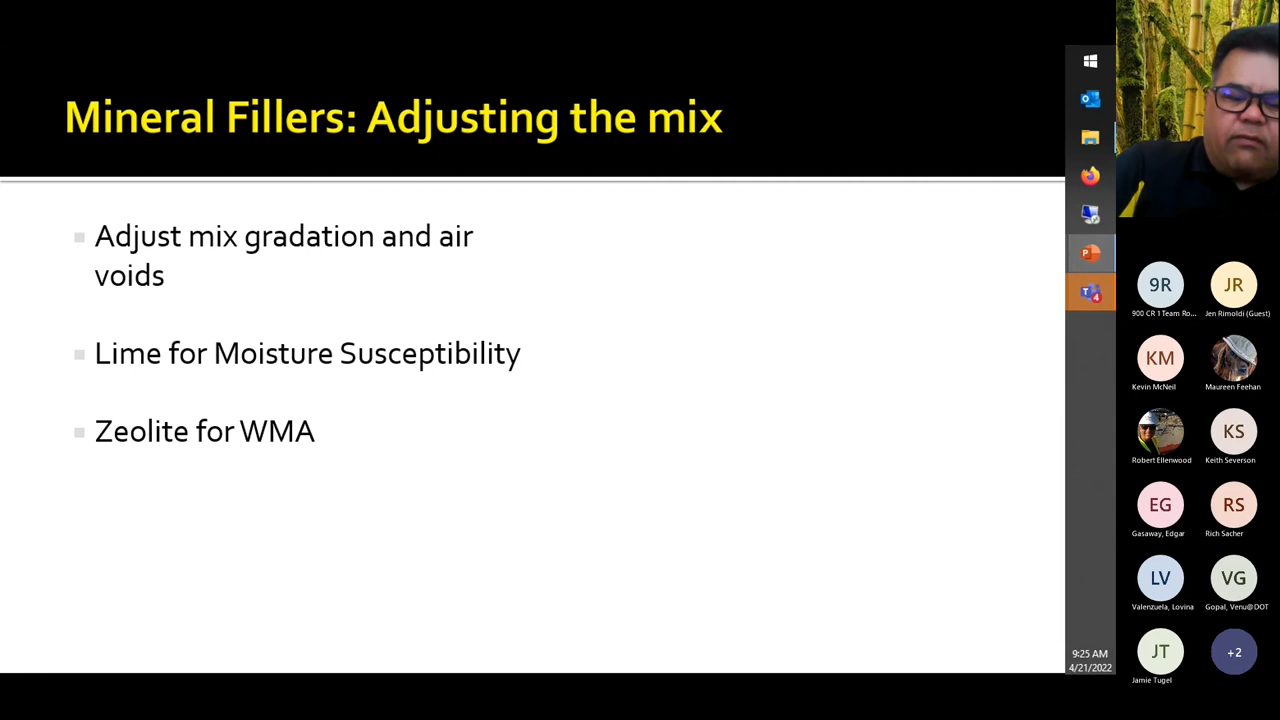 Mineral Fillers: Adjusting the mix
Adjust mix gradation and air
voids
Lime for Moisture Susceptibility
Zeolite for WMA
P
T
4
9:25 AM
4/21/2022
9R
JR
900 CR 1 Team Ro...
Jen Rimoldi (Guest)
KM
Kevin McNeil
Maureen Feehan
KS
Robert Ellenwood
Keith Severson
EG
RS
Gasaway, Edgar
Rich Sacher
LV
VG
Valenzuela, Lovina
Gopal, Venu@DOT
JT
+2
Jamie Tugel